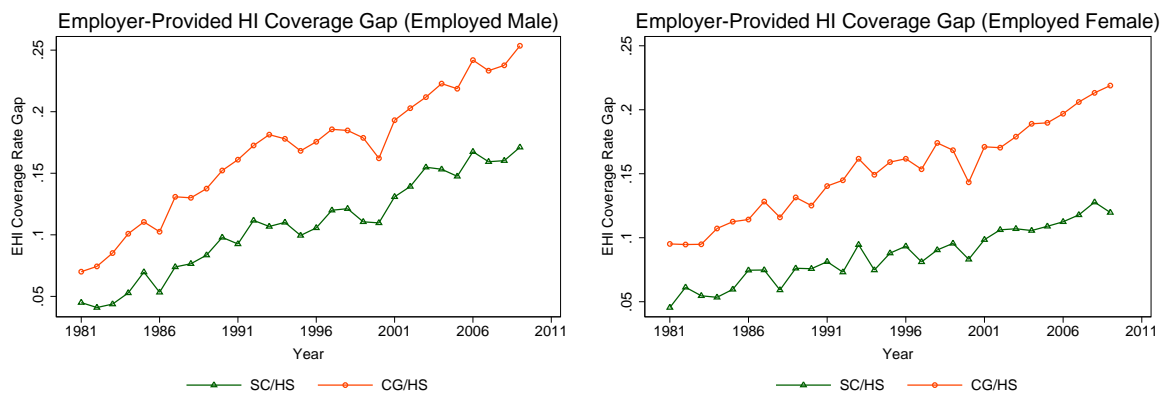 Employer-Provided HI Coverage Gap (Employed Male)
EHI Coverage Rate Gap
.25
.2
.15
.1
.05
1981 1986 1991 1996 2001 2006 2011
Year
SC/HS CG/HS
Employer-Provided HI Coverage Gap (Employed Female)
EHI Coverage Rate Gap
.25
.2
.15
.1
.05
1981 1986 1991 1996 2001 2006 2011
Year
SC/HS CG/HS